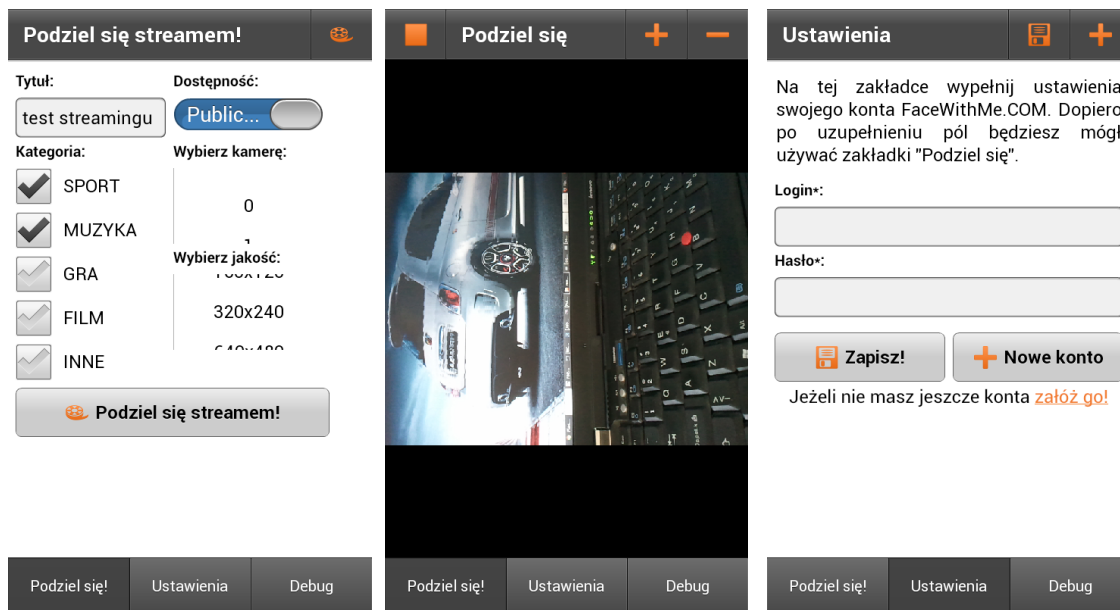 Podziel się streamem!
Tytuł:
Dostępność:
test streamingu
Public...
Kategoria:
Wybierz kamerę:
SPORT
0
MUZYKA
Wybierz jakość:
GRA
320x240
FILM
640x480
INNE
Podziel się streamem!
Podziel się!
Ustawienia
Debug
Podziel się
Podziel się!
Ustawienia
Debug
Ustawienia
Na tej zakładce wypełnij ustawienia
swojego konta FaceWithMe.COM. Dopiero
po uzupełnieniu pól będziesz mógł
używać zakładki "Podziel się".
Login*:
Hasło*:
Zapisz!
Nowe konto
Jeżeli nie masz jeszcze konta załóż go!
Podziel się!
Ustawienia
Debug